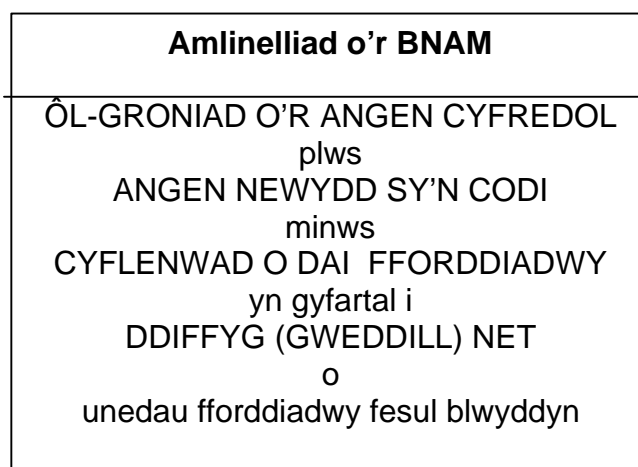 Amlinelliad o'r BNAM
ÔL-GRONIAD O'R ANGEN CYFREDOL
plws
ANGEN NEWYDD SY'N CODI
minws
CYFLENWAD O DAI FFORDDIADWY
yn gyfartal i
DDIFFYG (GWEDDILL) NET
o
unedau fforddiadwy fesul blwyddyn